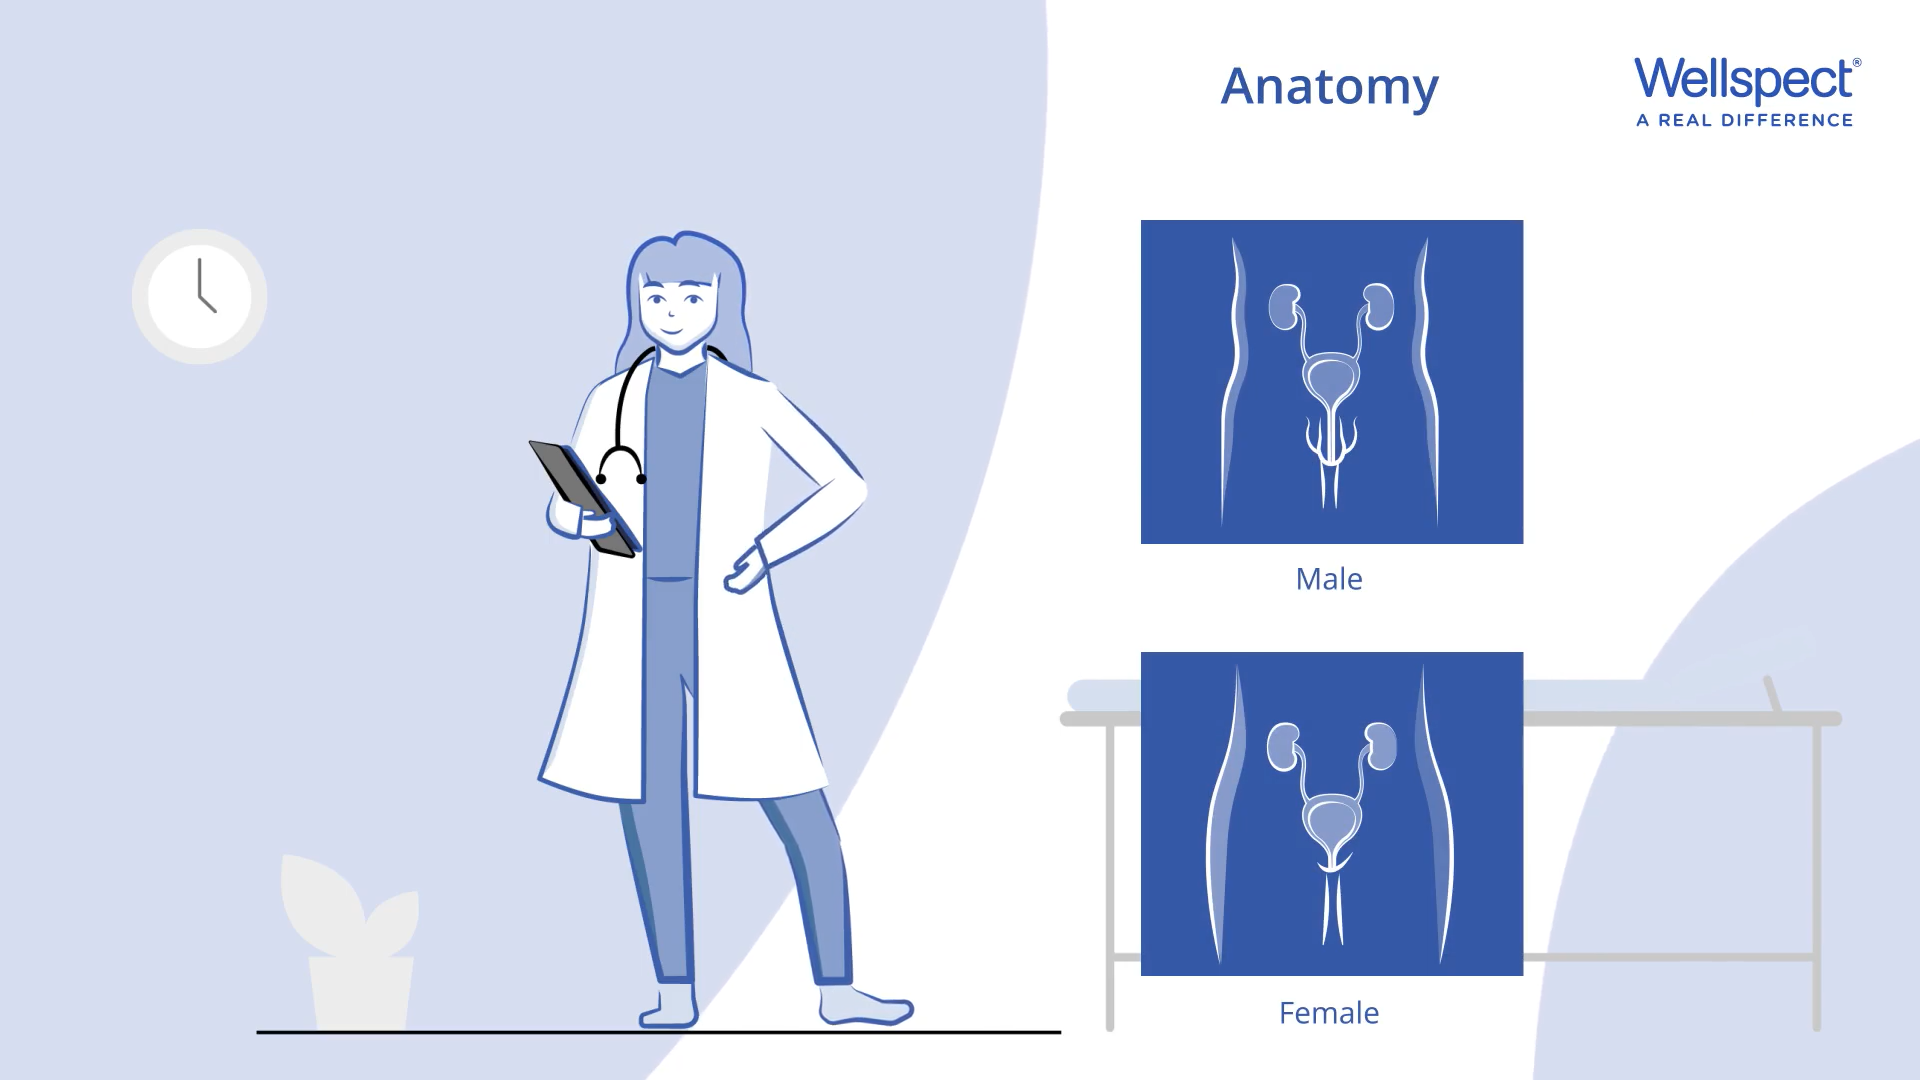 Anatomy
Wellspect®
A REAL DIFFERENCE
Male
Female